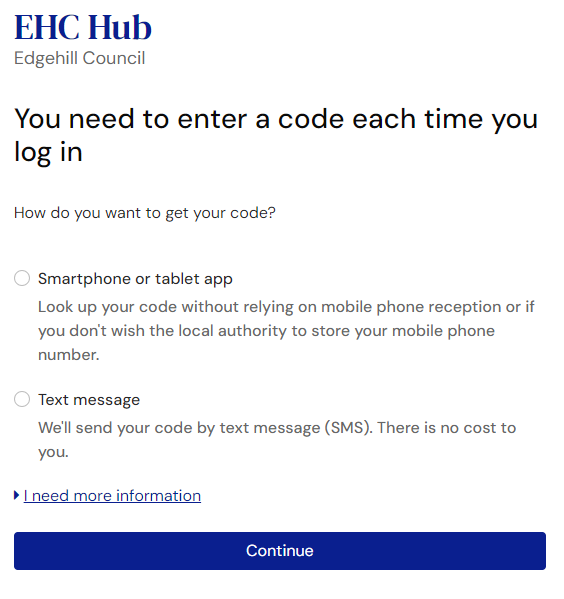 EHC Hub
Edgehill Council
You need to enter a code each time you
log in
How do you want to get your code?
Smartphone or tablet app
Look up your code without relying on mobile phone reception or if
you don't wish the local authority to store your mobile phone
number.
Text message
We'll send your code by text message (SMS). There is no cost to
you.
I need more information
Continue